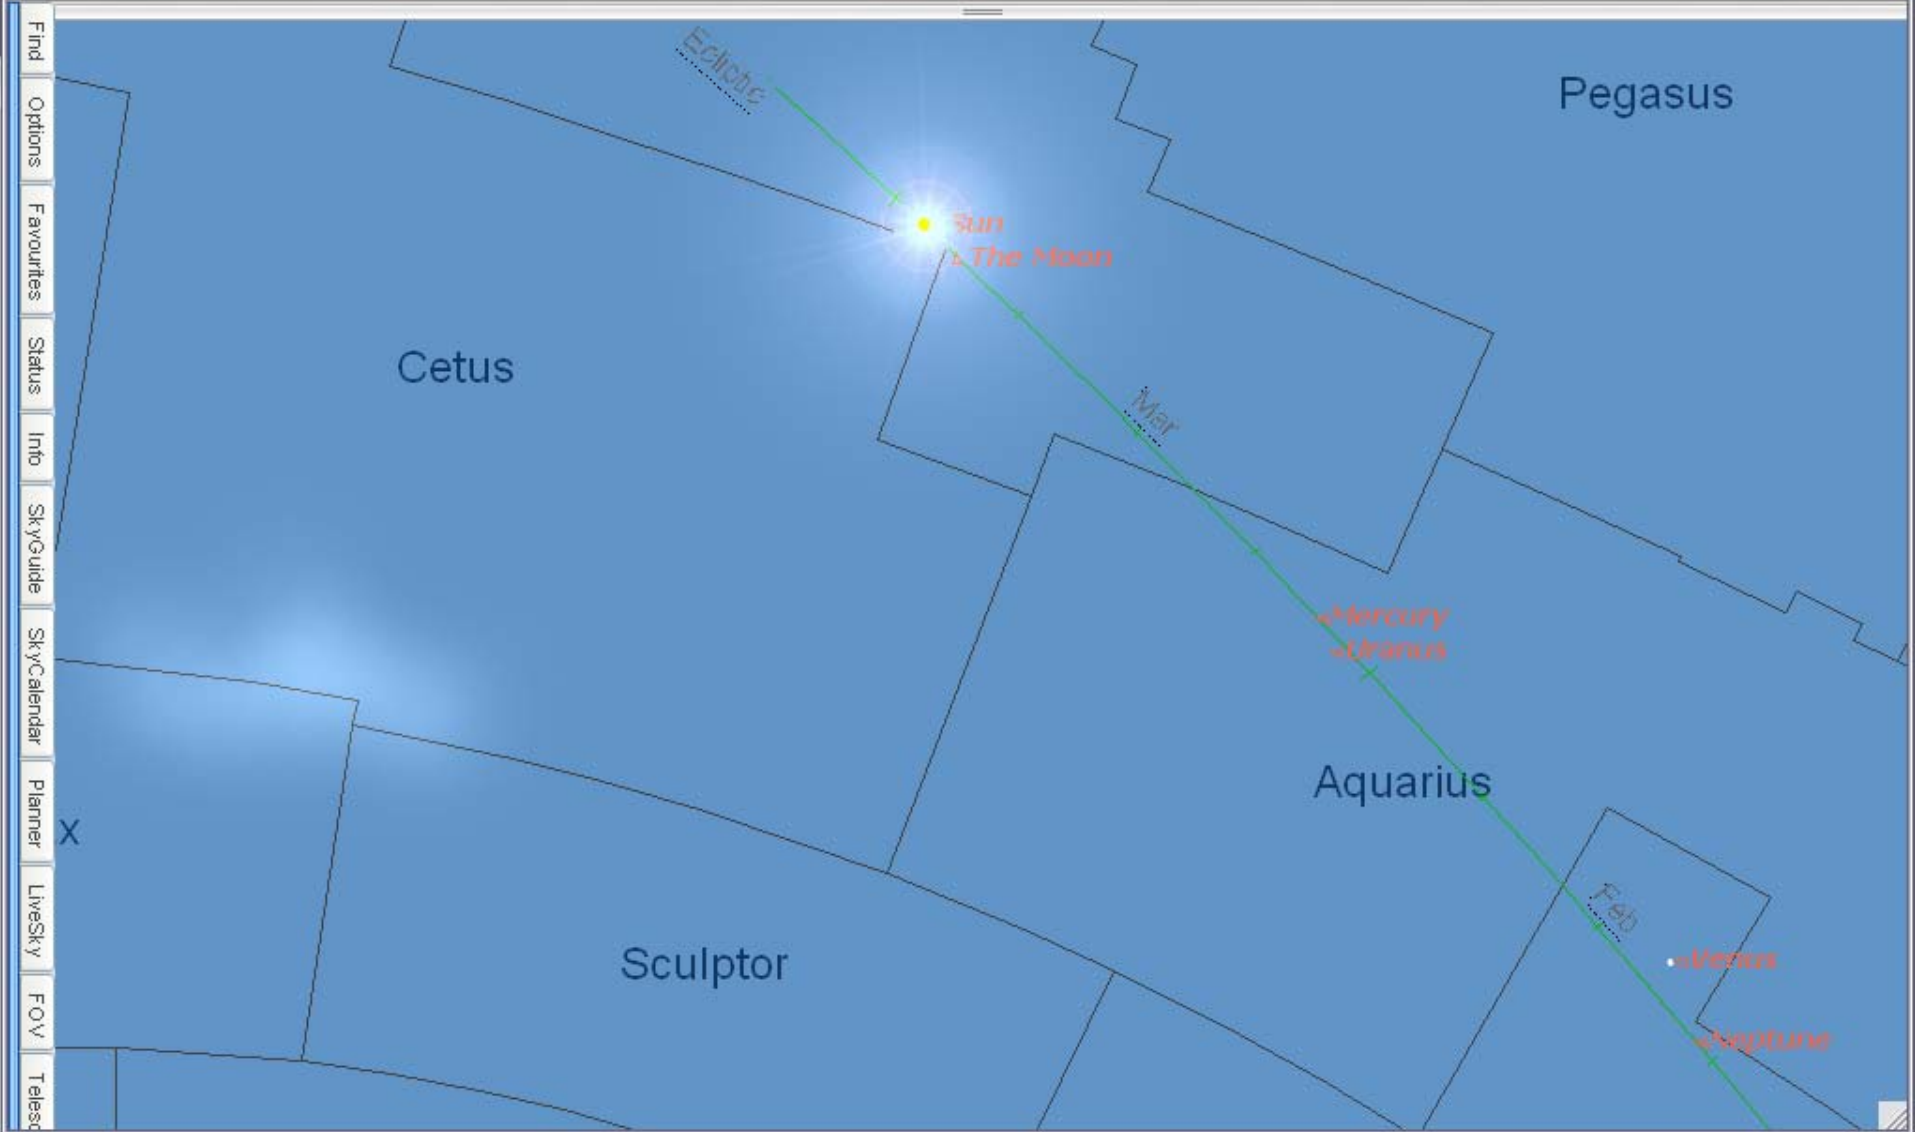 Find
Options
Favourites
Status
Info
SkyGuide
SkyCalendar
Planner
LiveSky
FOV
Telesc
Ecliptic
Pegasus
Sun
The Moon
Cetus
Mar
Mercury
Uranus
Aquarius
x
Feb
Sculptor
Venus
Neptune